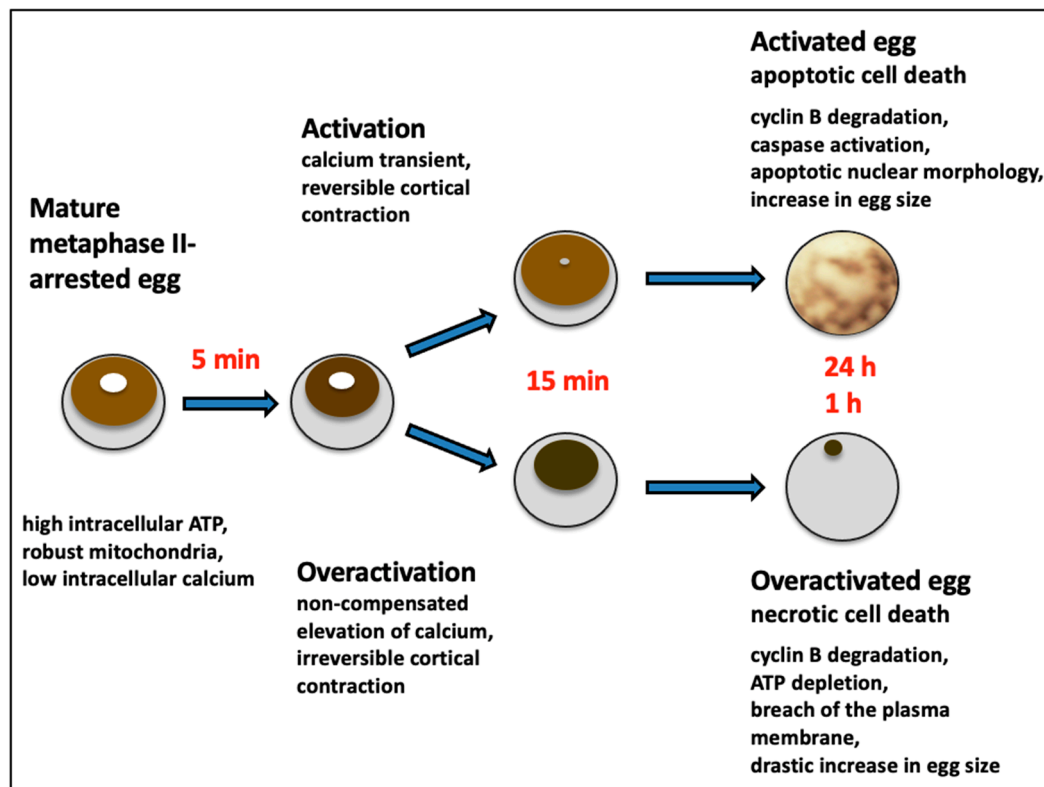 Mature
metaphase II-
arrested egg
high intracellular ATP,
robust mitochondria,
low intracellular calcium
5 min
Activation
calcium transient,
reversible cortical
contraction
Overactivation
non-compensated
elevation of calcium,
irreversible cortical
contraction
15 min
Activated egg
apoptotic cell death
cyclin B degradation,
caspase activation,
apoptotic nuclear morphology,
increase in egg size
24 h
1 h
Overactivated egg
necrotic cell death
cyclin B degradation,
ATP depletion,
breach of the plasma
membrane,
drastic increase in egg size